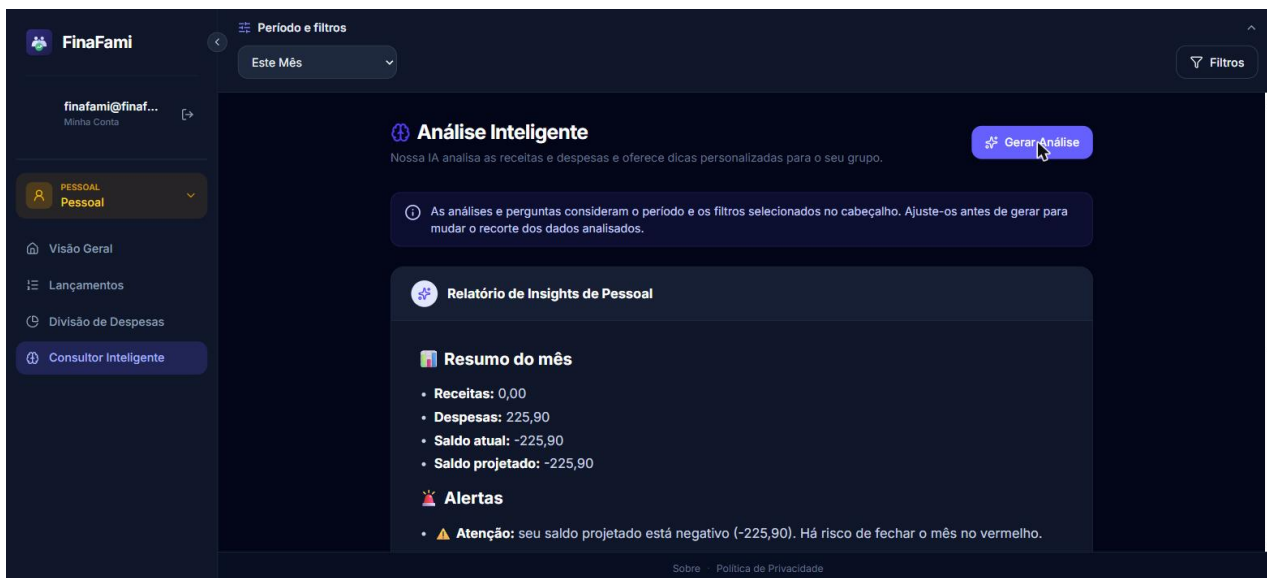 FinaFami
finafami@finaf...
Minha Conta
PESSOAL
Pessoal
Visão Geral
Lançamentos
Divisão de Despesas
Consultor Inteligente
Período e filtros
Este Mês
Filtros
Análise Inteligente
Nossa IA analisa as receitas e despesas e oferece dicas personalizadas para o seu grupo.
Gerar Análise
As análises e perguntas consideram o período e os filtros selecionados no cabeçalho. Ajuste-os antes de gerar para
mudar o recorte dos dados analisados.
Relatório de Insights de Pessoal
Resumo do mês
• Receitas: 0,00
• Despesas: 225,90
• Saldo atual: -225,90
• Saldo projetado: -225,90
Alertas
• Atenção: seu saldo projetado está negativo (-225,90). Há risco de fechar o mês no vermelho.
Sobre · Política de Privacidade